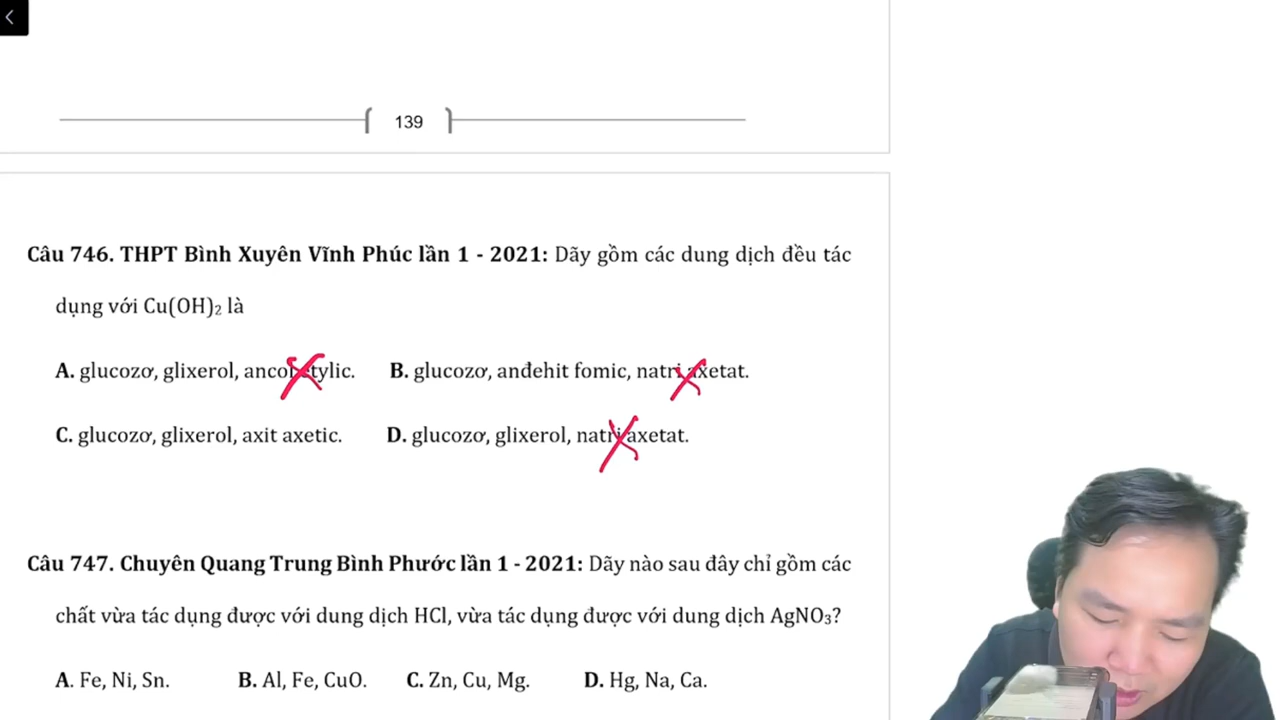 139
Câu 746. THPT Bình Xuyên Vĩnh Phúc lần 1 - 2021: Dãy gồm các dung dịch đều tác
dụng với Cu(OH)₂ là
A. glucozơ, glixerol, ancol etylic. B. glucozơ, anđehit fomic, natri axetat.
C. glucozơ, glixerol, axit axetic. D. glucozơ, glixerol, natri axetat.
Câu 747. Chuyên Quang Trung Bình Phước lần 1 - 2021: Dãy nào sau đây chỉ gồm các
chất vừa tác dụng được với dung dịch HCl, vừa tác dụng được với dung dịch AgNO₃?
A. Fe, Ni, Sn. B. Al, Fe, CuO. C. Zn, Cu, Mg. D. Hg, Na, Ca.